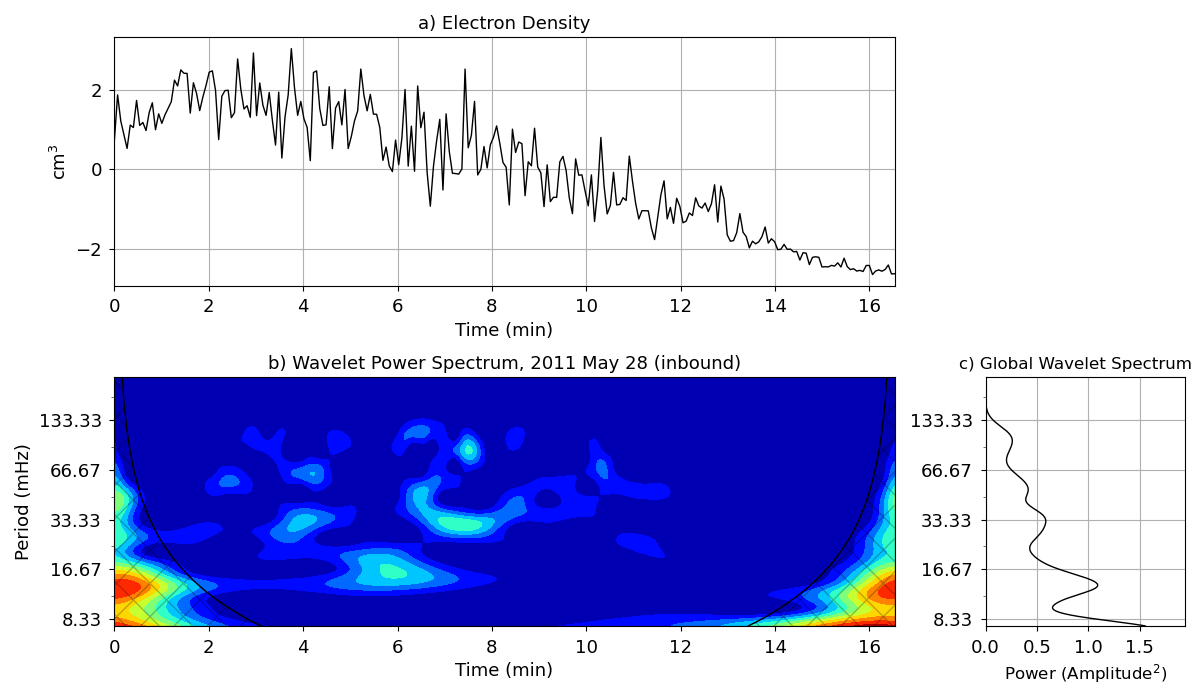 a) Electron Density
cm³
2
0
−2
0 2 4 6 8 10 12 14 16
Time (min)
b) Wavelet Power Spectrum, 2011 May 28 (inbound)
Period (mHz)
133.33
66.67
33.33
16.67
8.33
0 2 4 6 8 10 12 14 16
Time (min)
c) Global Wavelet Spectrum
133.33
66.67
33.33
16.67
8.33
0.0 0.5 1.0 1.5
Power (Amplitude²)